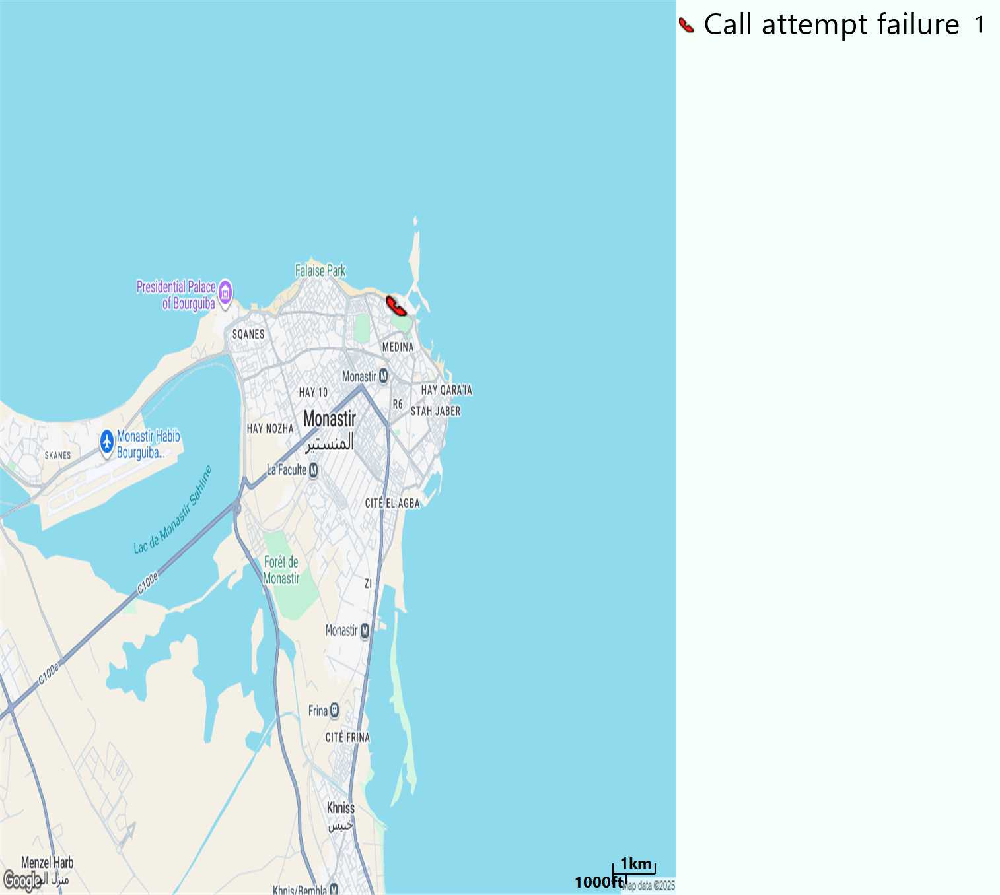 Call attempt failure 1
Falaise Park
Presidential Palace
of Bourguiba
SQANES
MEDINA
Monastir
HAY 10
HAY QARA'IA
R6
STAH JABER
Monastir
المنستير
HAY NOZHA
Monastir Habib
Bourguiba...
SKANES
La Faculte
Lac de Monastir Sahline
CITÉ EL AGBA
Forêt de
Monastir
C100e
ZI
Monastir
C100e
Frina
CITÉ FRINA
Khniss
خنيس
Menzel Harb
منزل
Google
Khnis/Bembla
1km
1000ft
Map data ©2025